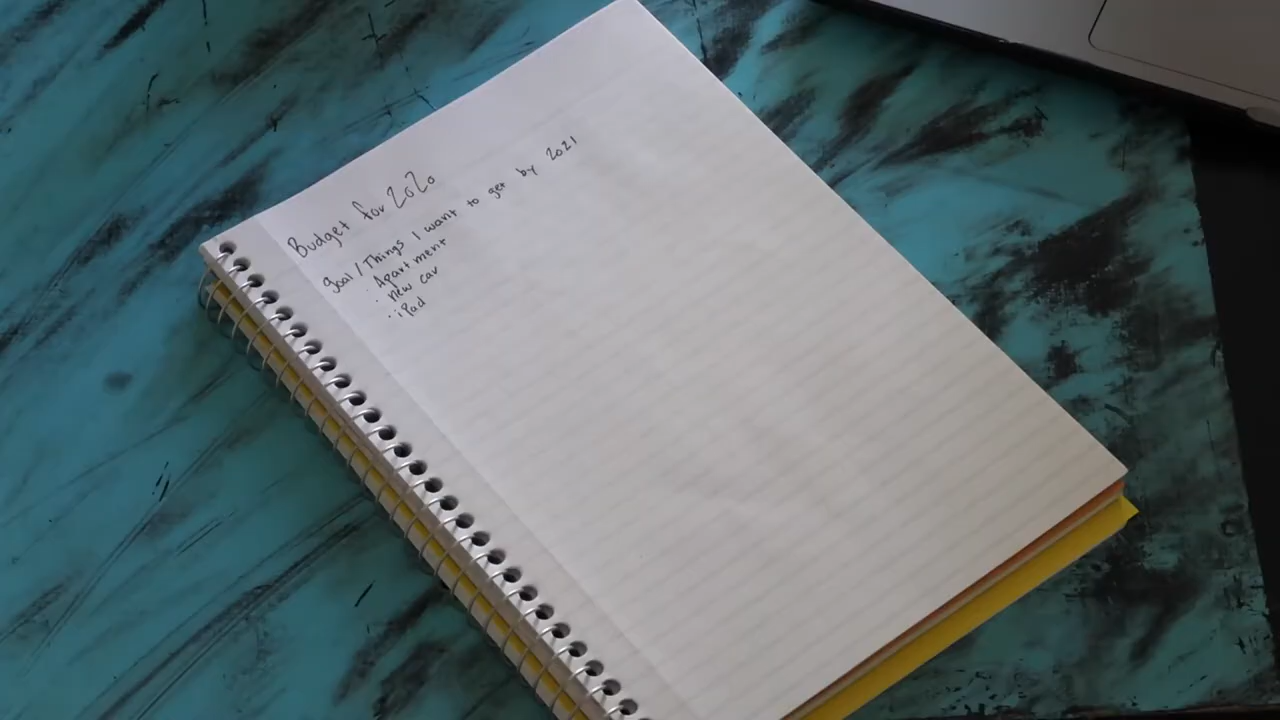 Budget for 2020
Goal / Things I want to get by 2021
· Apartment
· New car
· iPad